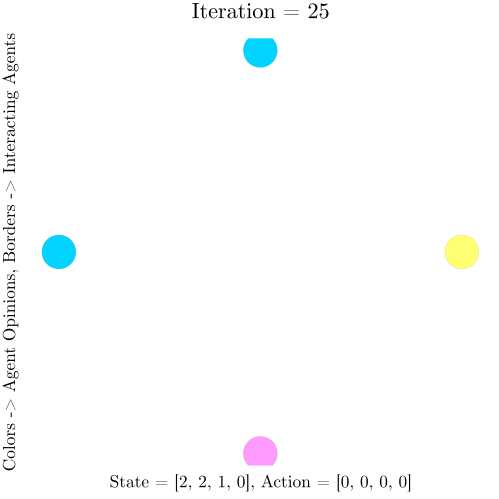 Iteration = 25
Colors -> Agent Opinions, Borders -> Interacting Agents
State = [2, 2, 1, 0], Action = [0, 0, 0, 0]